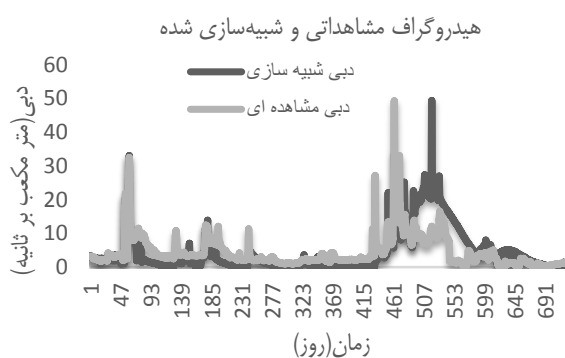 هیدروگراف مشاهداتی و شبیه‌سازی شده
دبی شبیه سازی
دبی مشاهده ای
دبی(متر مکعب بر ثانیه)
60
50
40
30
20
10
0
1 47 93 139 185 231 277 323 369 415 461 507 553 599 645 691
زمان(روز)